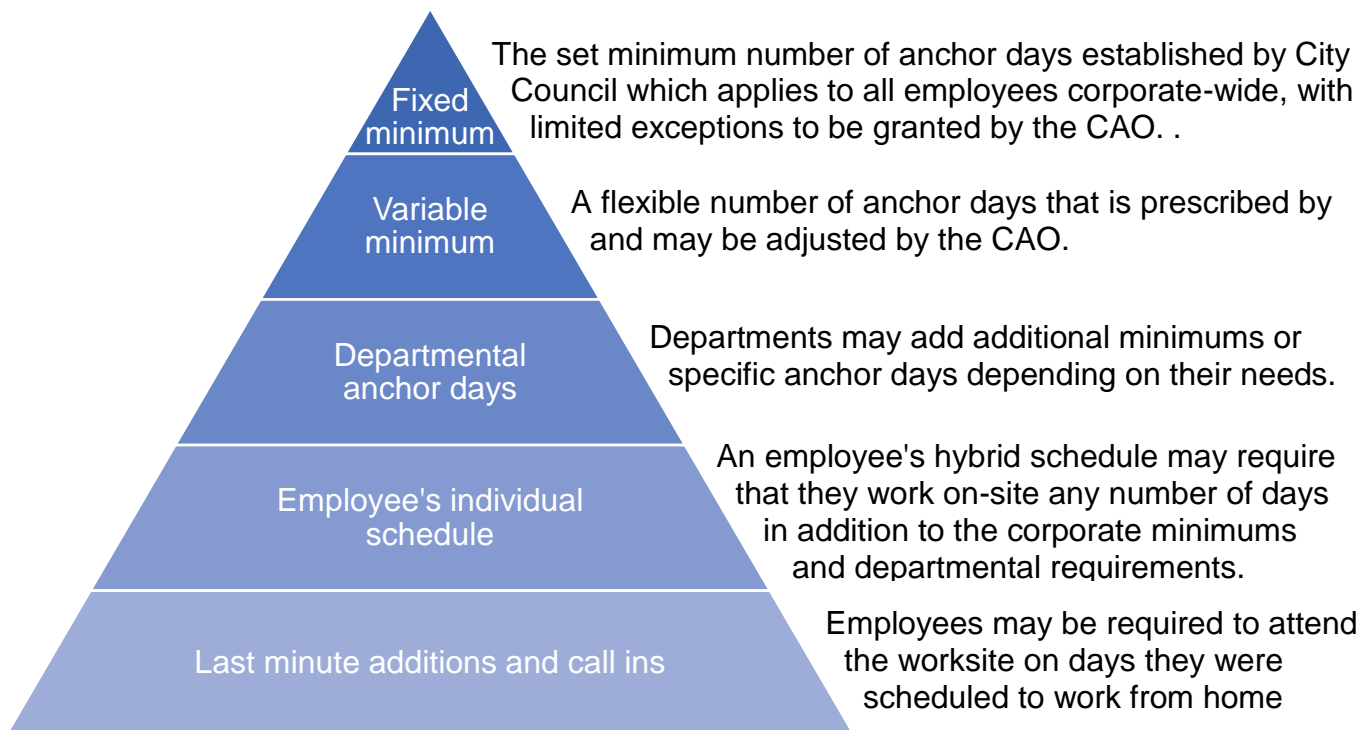 Fixed
minimum
The set minimum number of anchor days established by City
Council which applies to all employees corporate-wide, with
limited exceptions to be granted by the CAO. .
Variable
minimum
A flexible number of anchor days that is prescribed by
and may be adjusted by the CAO.
Departmental
anchor days
Departments may add additional minimums or
specific anchor days depending on their needs.
Employee's individual
schedule
An employee's hybrid schedule may require
that they work on-site any number of days
in addition to the corporate minimums
and departmental requirements.
Last minute additions and call ins
Employees may be required to attend
the worksite on days they were
scheduled to work from home